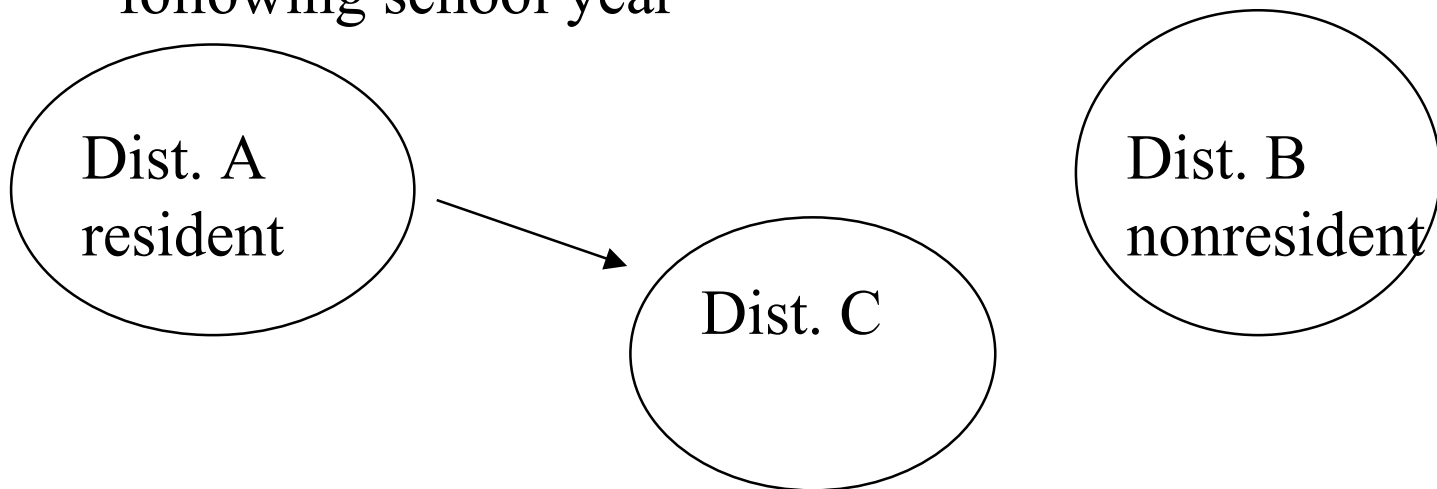 following school year
Dist. A
resident
Dist. B
nonresident
Dist. C